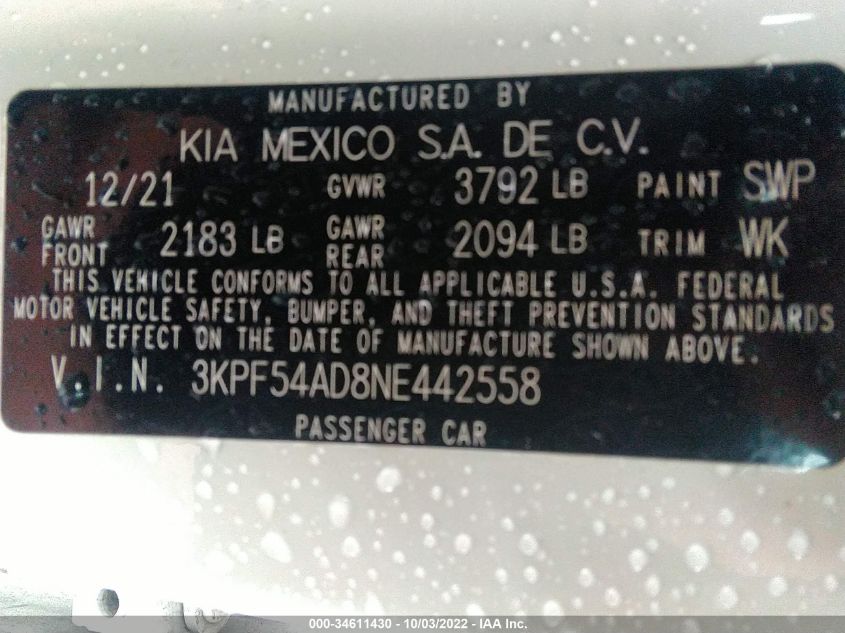 MANUFACTURED BY
KIA MEXICO S.A. DE C.V.
12/21 GVWR 3792 LB PAINT SWP
GAWR FRONT 2183 LB GAWR REAR 2094 LB TRIM WK
THIS VEHICLE CONFORMS TO ALL APPLICABLE U.S.A. FEDERAL
MOTOR VEHICLE SAFETY, BUMPER, AND THEFT PREVENTION STANDARDS
IN EFFECT ON THE DATE OF MANUFACTURE SHOWN ABOVE.
V.I.N. 3KPF54AD8NE442558
PASSENGER CAR
000-34611430 - 10/03/2022 - IAA Inc.